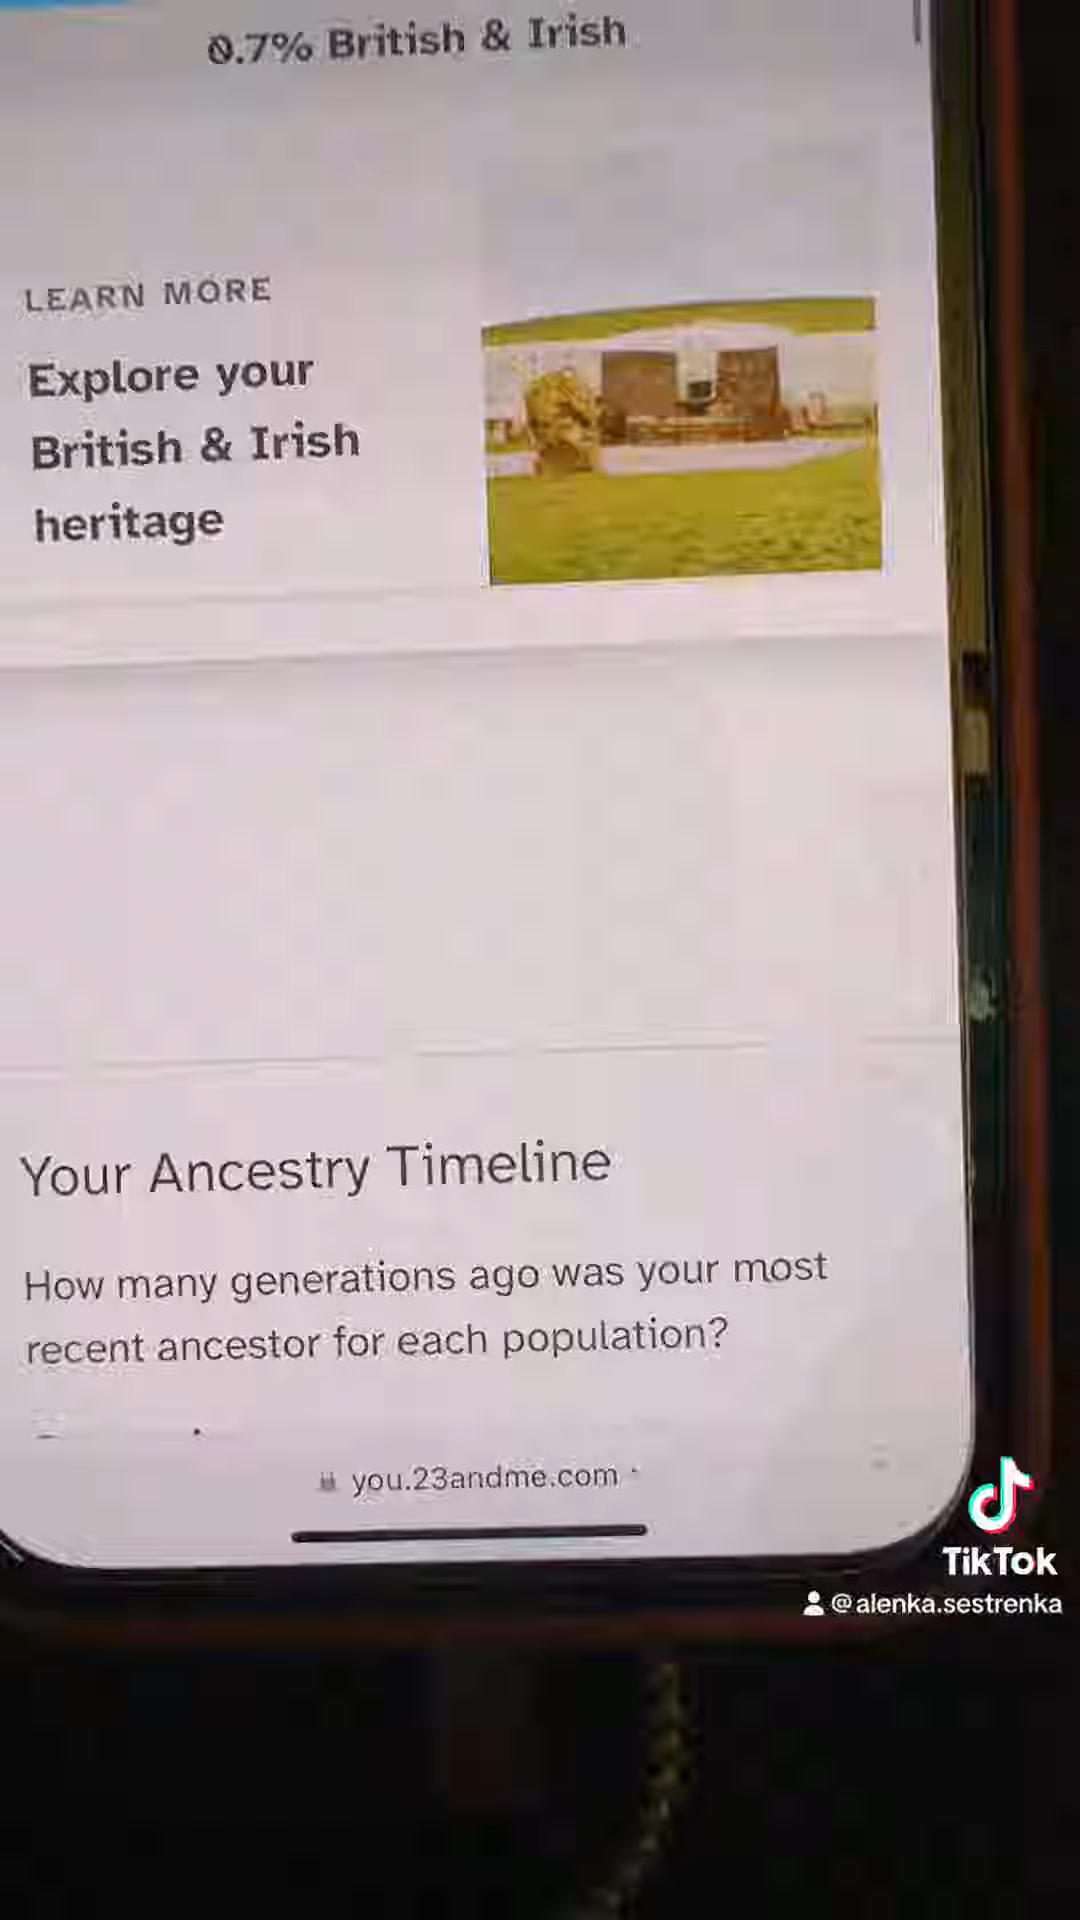 0.7% British & Irish
LEARN MORE
Explore your
British & Irish
heritage
Your Ancestry Timeline
How many generations ago was your most
recent ancestor for each population?
you.23andme.com
TikTok
@alenka.sestrenka